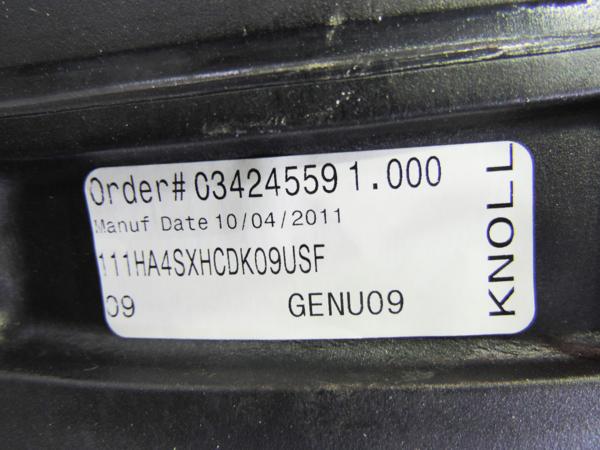 Order# 03424559 1.000
Manuf Date 10/04/2011
111HA4SXHCDK09USF
09 GENU09
KNOLL